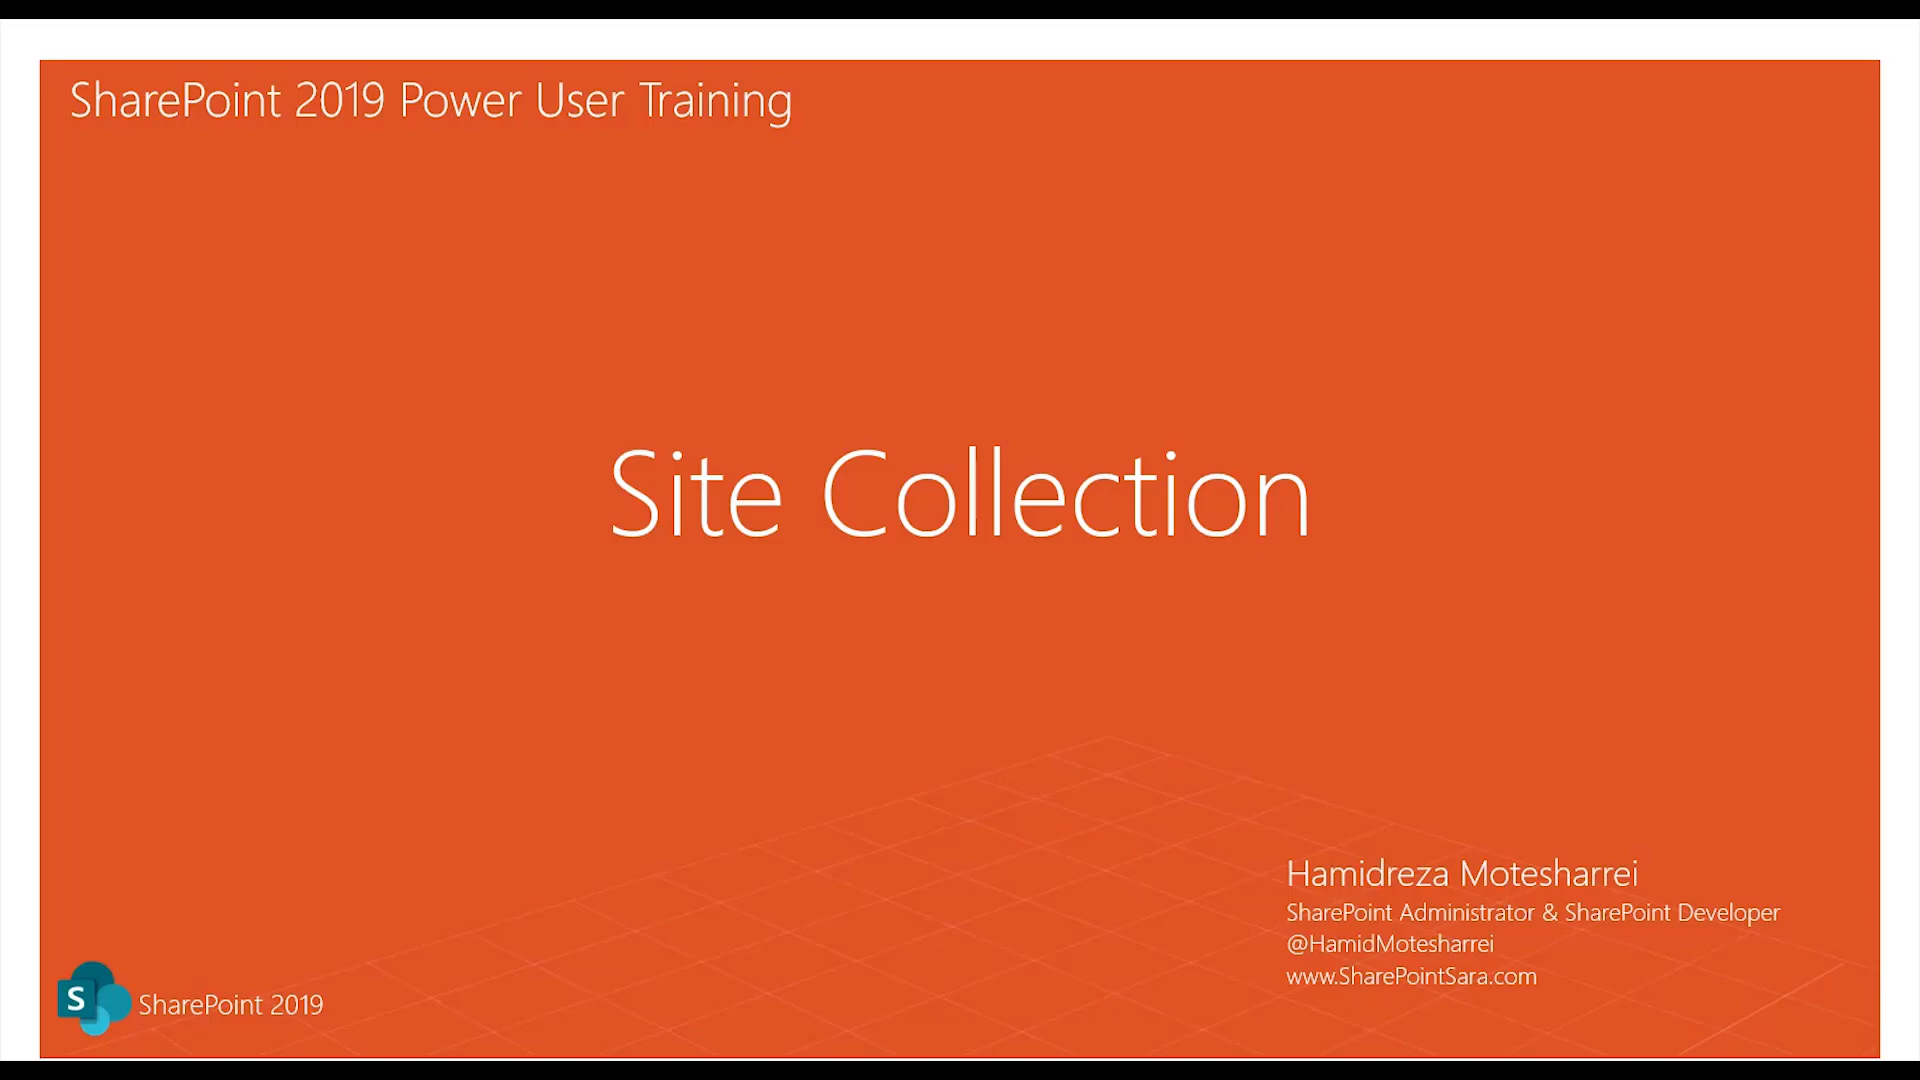 SharePoint 2019 Power User Training
Site Collection
Hamidreza Motesharrei
SharePoint Administrator & SharePoint Developer
@HamidMotesharrei
www.SharePointSara.com
S
SharePoint 2019